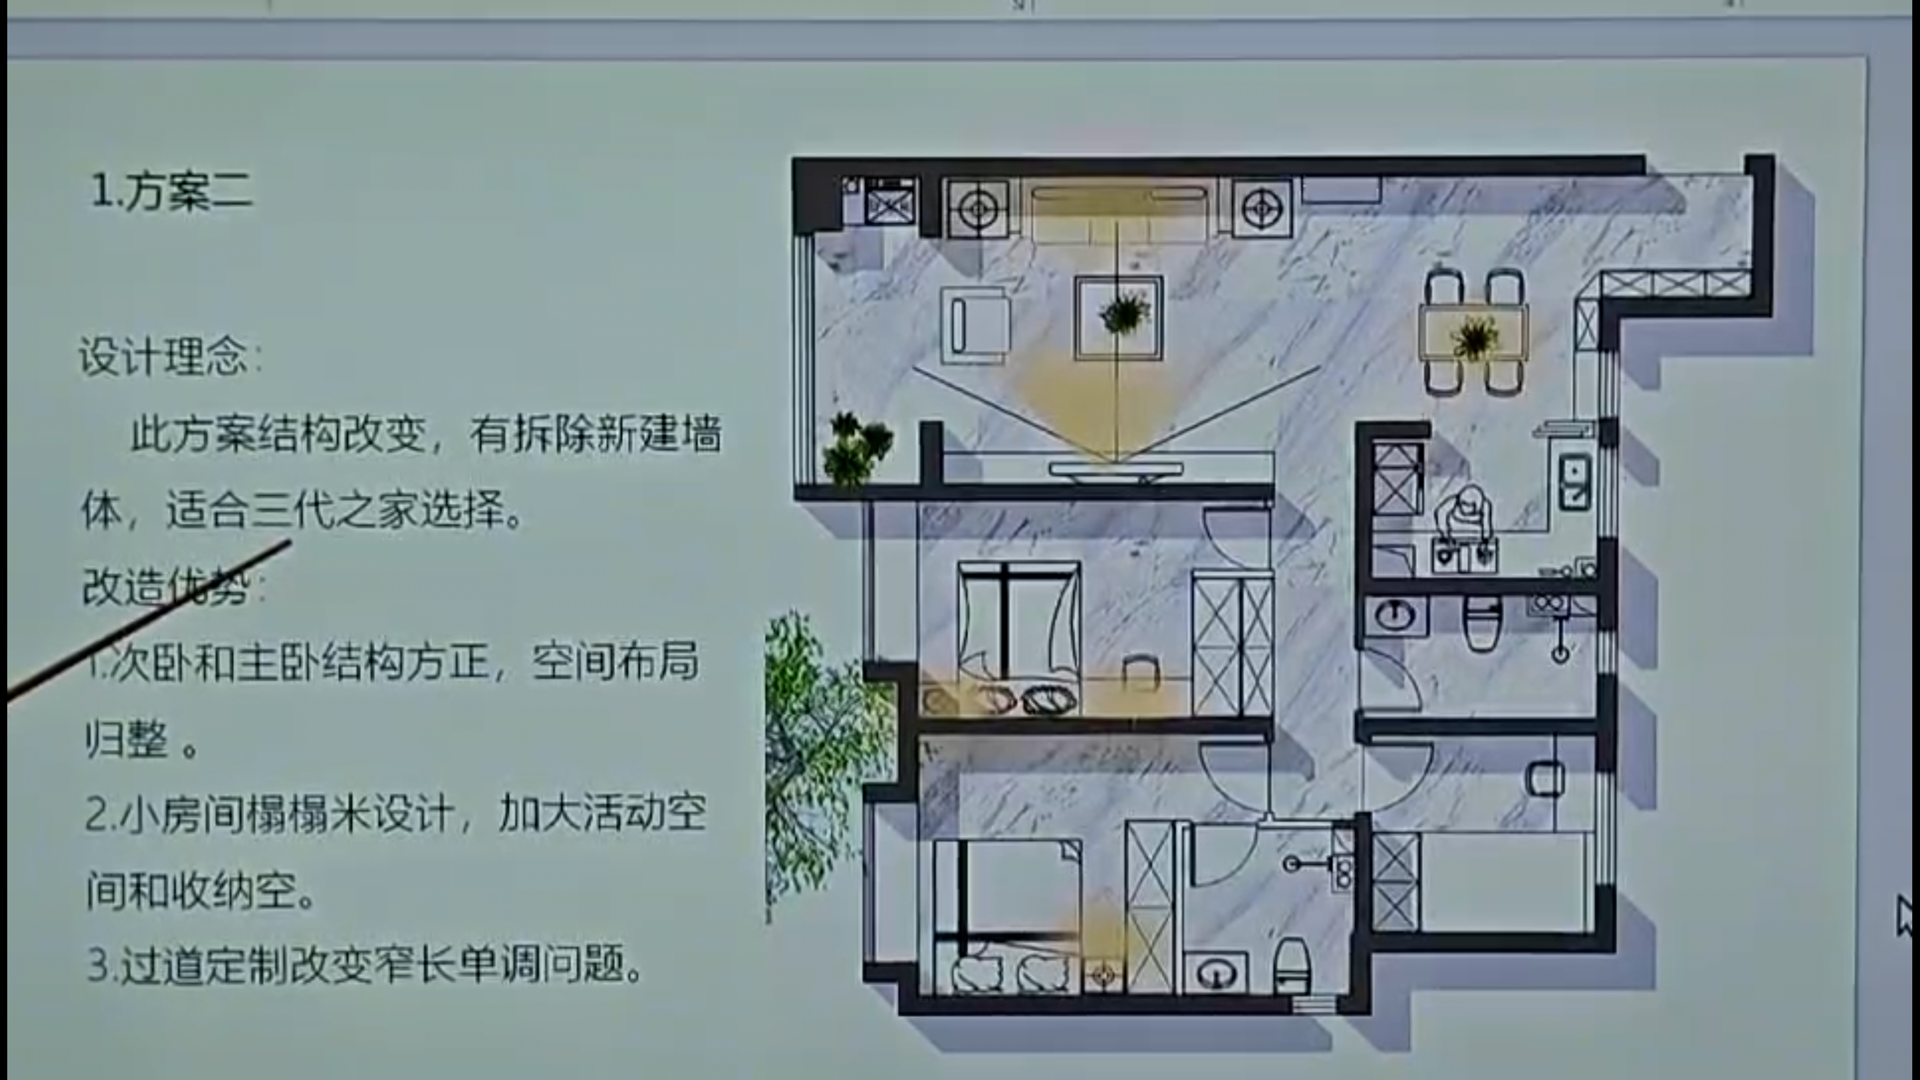 1.方案二
设计理念：
此方案结构改变，有拆除新建墙
体，适合三代之家选择。
改造优势：
1.次卧和主卧结构方正，空间布局
归整 。
2.小房间榻榻米设计，加大活动空
间和收纳空。
3.过道定制改变窄长单调问题。